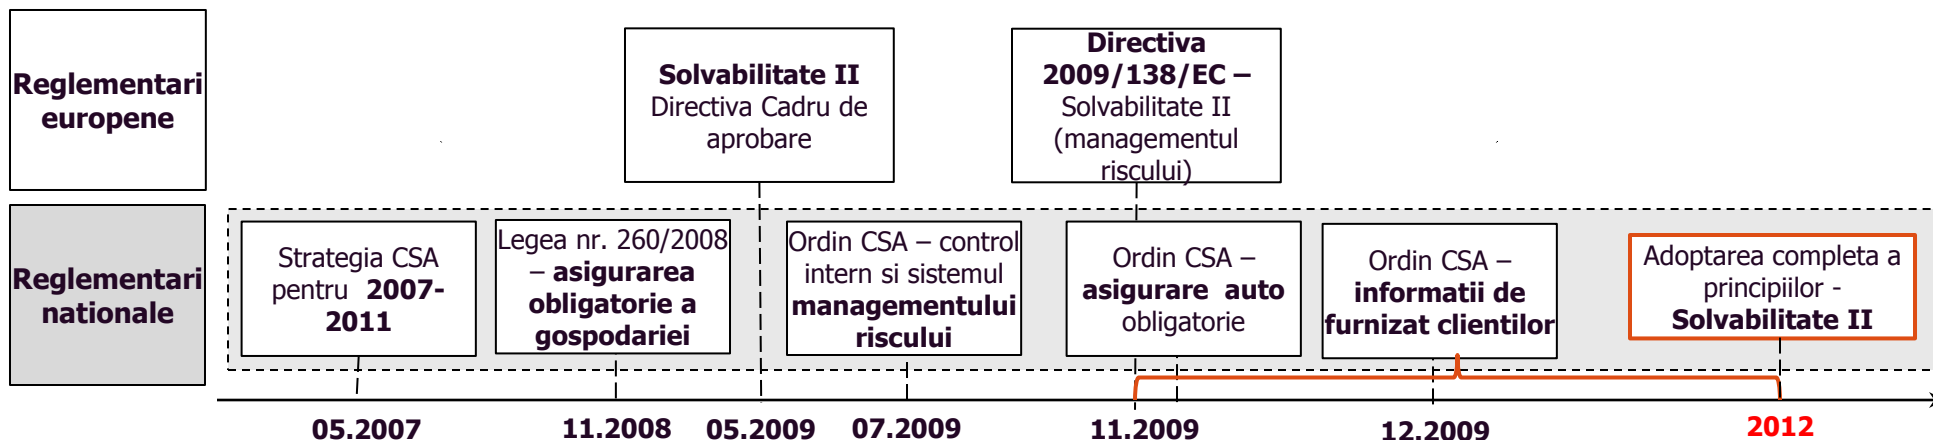 Reglementari
europene
Solvabilitate II
Directiva Cadru de
aprobare
Directiva
2009/138/EC –
Solvabilitate II
(managementul
riscului)
Reglementari
nationale
Strategia CSA
pentru 2007-
2011
Legea nr. 260/2008
– asigurarea
obligatorie a
gospodariei
Ordin CSA – control
intern si sistemul
managementului
riscului
Ordin CSA –
asigurare auto
obligatorie
Ordin CSA –
informatii de
furnizat clientilor
Adoptarea completa a
principiilor -
Solvabilitate II
05.2007
11.2008
05.2009
07.2009
11.2009
12.2009
2012